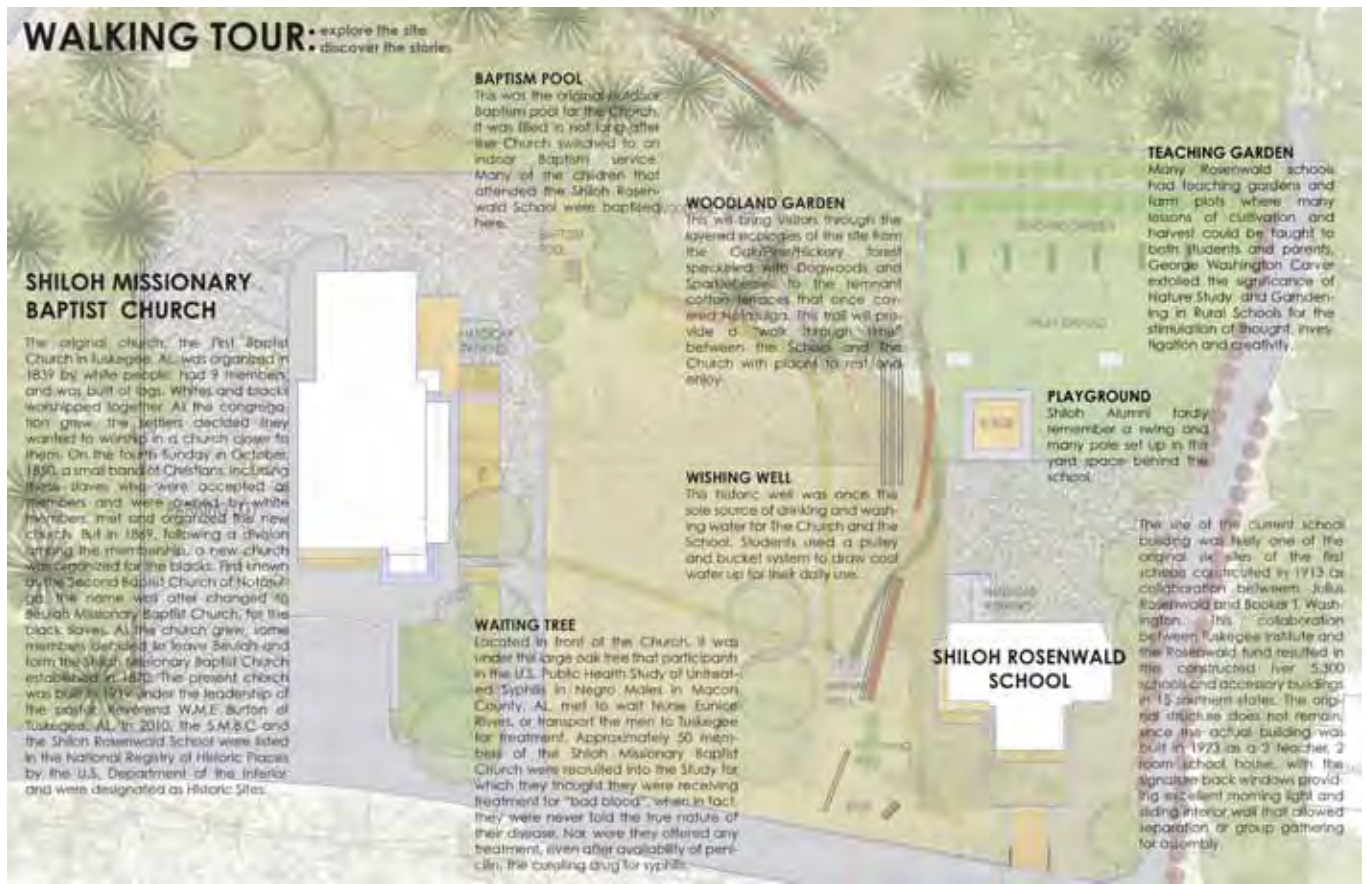 WALKING TOUR: explore the site
discover the stories
BAPTISM POOL
This was the original outdoor
Baptism pool for the Church.
It was filled in not long after
the Church switched to an
indoor Baptism service.
Many of the children that
attended the Shiloh Rosen-
wald School were baptised
here.
WOODLAND GARDEN
This will bring visitors through the
layered ecologies of the site from
the Oak/Pine/Hickory forest
speckled with Dogwoods and
to the remnant
cotton terraces that once cov-
ered Notasulga. This trail will pro-
vide a "walk through time"
between the School and The
Church with places to rest and
enjoy.
TEACHING GARDEN
Many Rosenwald schools
had teaching gardens and
farm plots where many
lessons of cultivation and
harvest could be taught to
both students and parents.
George Washington Carver
extolled the significance of
Nature Study and Garnden-
ing in Rural Schools for the
stimulation of thought, inves-
tigation and creativity.
PLAYGROUND
Shiloh Alumni fondly
remember a swing and
many pole set up in the
yard space behind the
school.
SHILOH MISSIONARY
BAPTIST CHURCH
The original church, the First Baptist
Church in Tuskegee, AL, was organized in
1839 by white people, had 9 members,
and was built of logs. Whites and blacks
worshipped together. As the congrega-
tion grew, the settlers decided they
wanted to worship in a church closer to
them. On the fourth Sunday in October,
1850, a small band of Christians, including
those slaves who were accepted as
members and were owned by white
members, met and organized the new
church. But in 1869, following a division
among the membership, a new church
was organized for the blacks. First known
as the Second Baptist Church of Notasul-
ga, the name was after changed to
Beulah Missionary Baptist Church, for the
black slaves. As the church grew, some
members decided to leave Beulah and
form the Shiloh Missionary Baptist Church
established in 1870. The present church
was built in 1919 under the leadership of
the pastor, Reverend W.M.E. Burton of
Tuskegee, AL. In 2010, the S.M.B.C. and
the Shiloh Rosenwald School were listed
in the National Registry of Historic Places
by the U.S. Department of the Interior
and were designated as Historic Sites.
WISHING WELL
This historic well was once the
sole source of drinking and wash-
ing water for The Church and the
School. Students used a pulley
and bucket system to draw cool
water up for their daily use.
WAITING TREE
Located in front of the Church, it was
under this large oak tree that participants
in the U.S. Public Health Study of Untreat-
ed Syphilis in Negro Males in Macon
County, AL, met to wait Nurse Eunice
Rivers, or transport the men to Tuskegee
for treatment. Approximately 50 mem-
bers of the Shiloh Missionary Baptist
Church were recruited into the Study for
which they thought they were receiving
treatment for "bad blood", when in fact,
they were never told the true nature of
their disease. Nor were they offered any
treatment, even after availability of peni-
cilin, the curating drug for syphilis.
SHILOH ROSENWALD
SCHOOL
The site of the current school
building was likely one of the
original six sites of the first
schools constructed in 1913 as
collaboration between Julius
Rosenwald and Booker T. Wash-
ington. This collaboration
between Tuskegee Institute and
the Rosenwald fund resulted in
the constructed 5,300
schools and accessory buildings
in 15 southern states. The origi-
nal structure does not remain,
since the actual building was
built in 1923 as a 2 teacher, 2
room school house, with the
signature back windows provid-
ing excellent morning light and
sliding interior wall that allowed
separation or group gathering
for assembly.